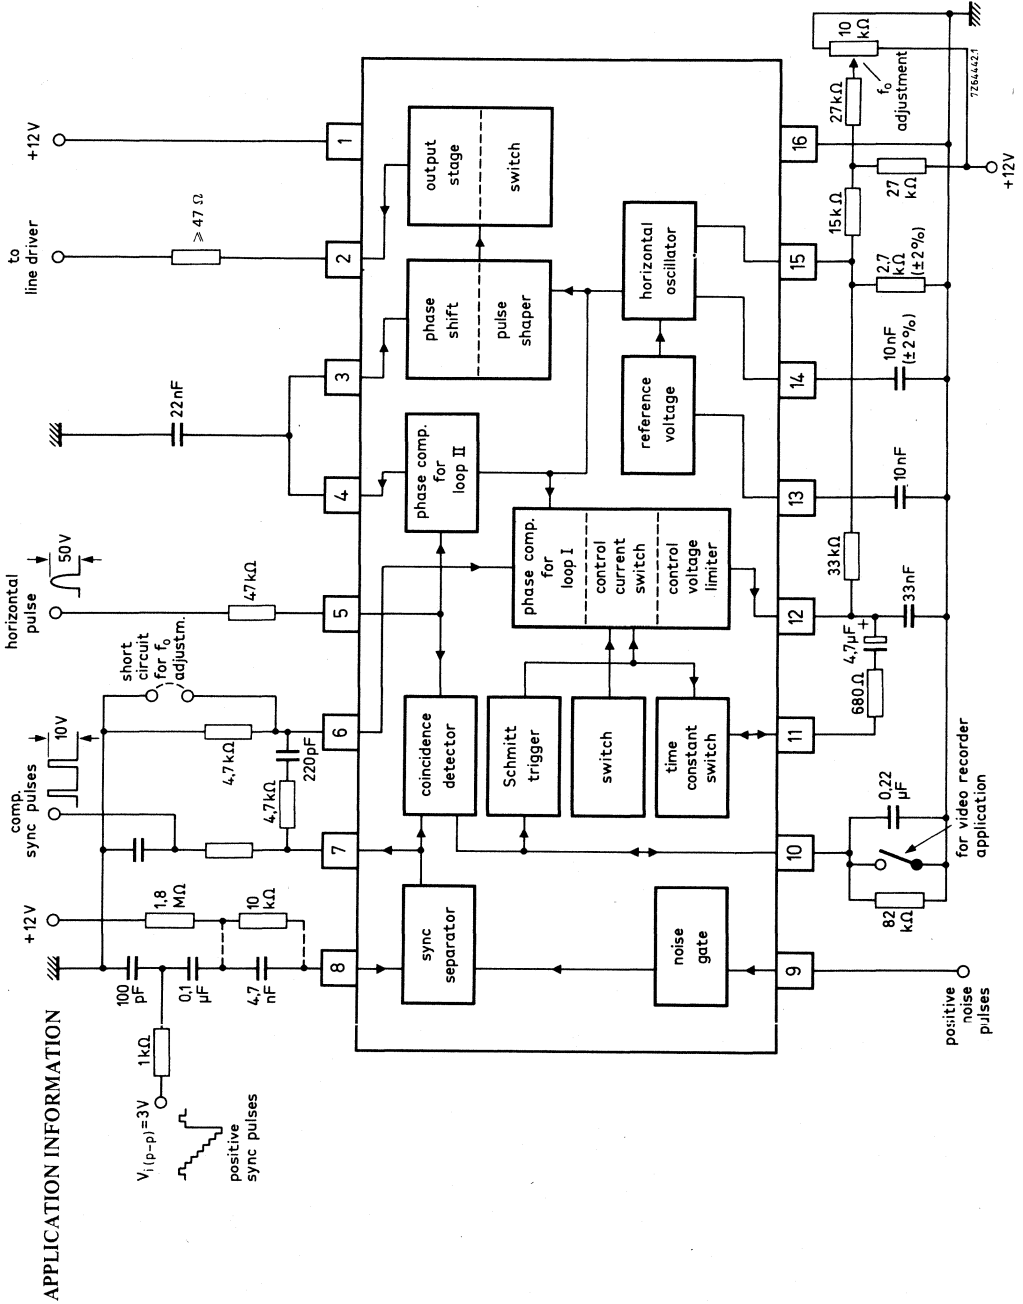 APPLICATION INFORMATION
Vi(p-p)=3V
positive
sync pulses
1kΩ
100
pF
0,1
µF
4,7
nF
+12V
1,8
MΩ
10
kΩ
comp.
sync pulses
10V
4,7kΩ
4,7kΩ
220pF
short
circuit
for fo
adjustm.
horizontal
pulse
50V
47kΩ
22nF
to
line driver
⩾ 47 Ω
+12V
8
7
6
5
4
3
2
1
sync
separator
coincidence
detector
phase comp.
for
loop II
phase
shift
pulse
shaper
output
stage
switch
Schmitt
trigger
switch
time
constant
switch
phase comp.
for
loop I
control
current
switch
control
voltage
limiter
reference
voltage
horizontal
oscillator
noise
gate
9
10
11
12
13
14
15
16
positive
noise
pulses
82
kΩ
0,22
µF
for video recorder
application
680Ω
4,7µF
+
33nF
33kΩ
10nF
10nF
(±2%)
2,7
kΩ
(±2%)
15kΩ
27
kΩ
27kΩ
10
kΩ
fo
adjustment
+12V
7Z64442.1